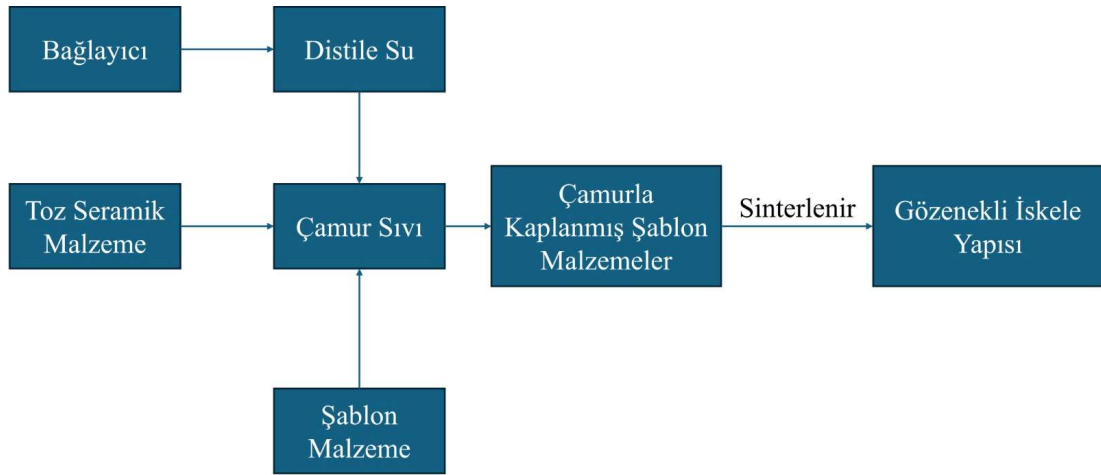 Bağlayıcı
Distile Su
Toz Seramik
Malzeme
Çamur Sıvı
Çamurla
Kaplanmış Şablon
Malzemeler
Sinterlenir
Gözenekli İskele
Yapısı
Şablon
Malzeme